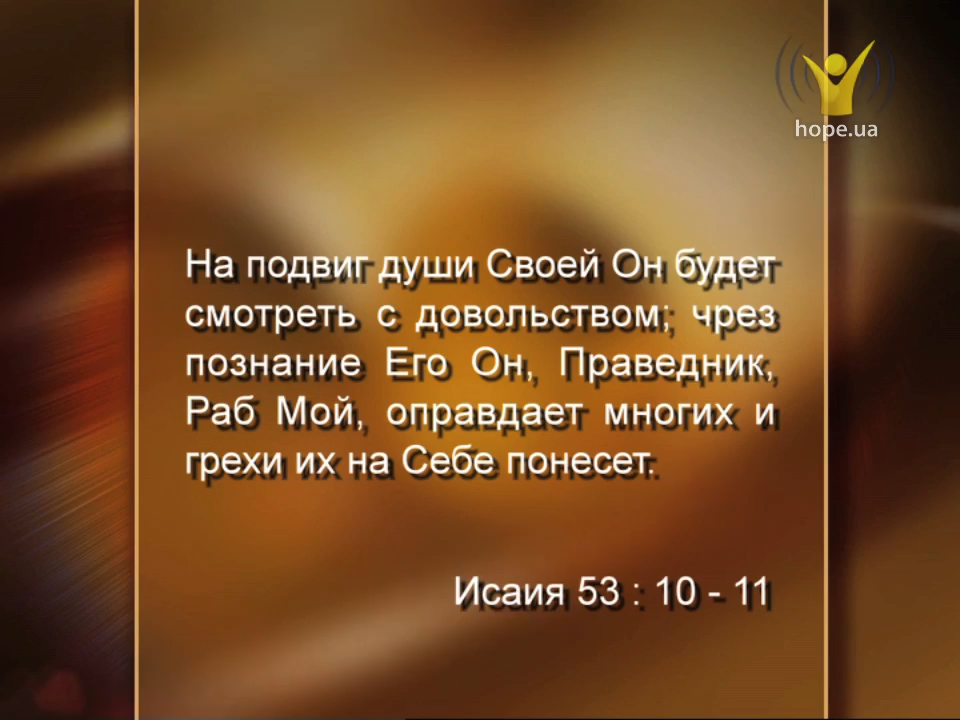 hope.ua
На подвиг души Своей Он будет
смотреть с довольством; чрез
познание Его Он, Праведник,
Раб Мой, оправдает многих и
грехи их на Себе понесет.
Исаия 53 : 10 - 11